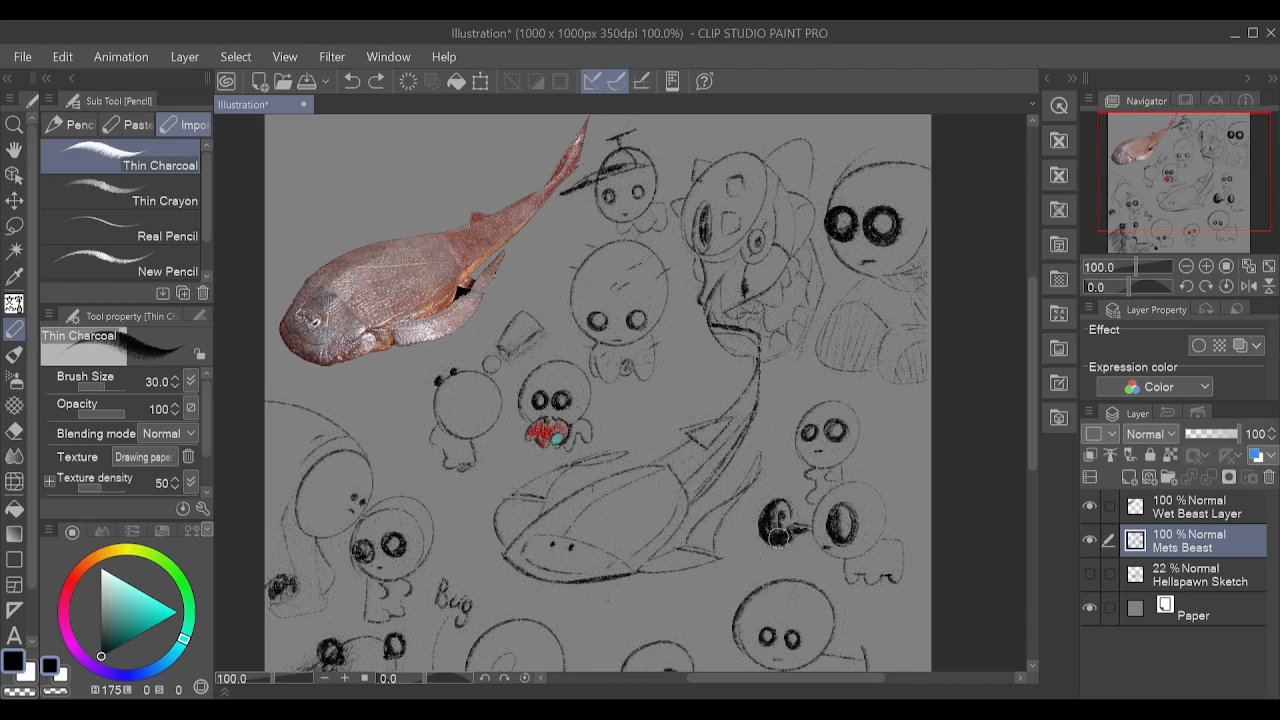 Illustration* (1000 x 1000px 350dpi 100.0%)  - CLIP STUDIO PAINT PRO
File Edit Animation Layer Select View Filter Window Help
Sub Tool [Pencil]
Illustration*
Navigator
Penc Paste Impor
Thin Charcoal
Thin Crayon
Real Pencil
New Pencil
100.0
0.0
Tool property [Thin Ch
Layer Property
Thin Charcoal
Effect
Brush Size 30.0
Expression color
Opacity 100
Color
Blending mode Normal
Layer
Texture Drawing paper
Normal 100
Texture density 50
100 % Normal
Wet Beast Layer
100 % Normal
Mets Beast
22 % Normal
Hellspawn Sketch
Paper
Bug
A
100.0 0.0
H 175 L 0 S 0